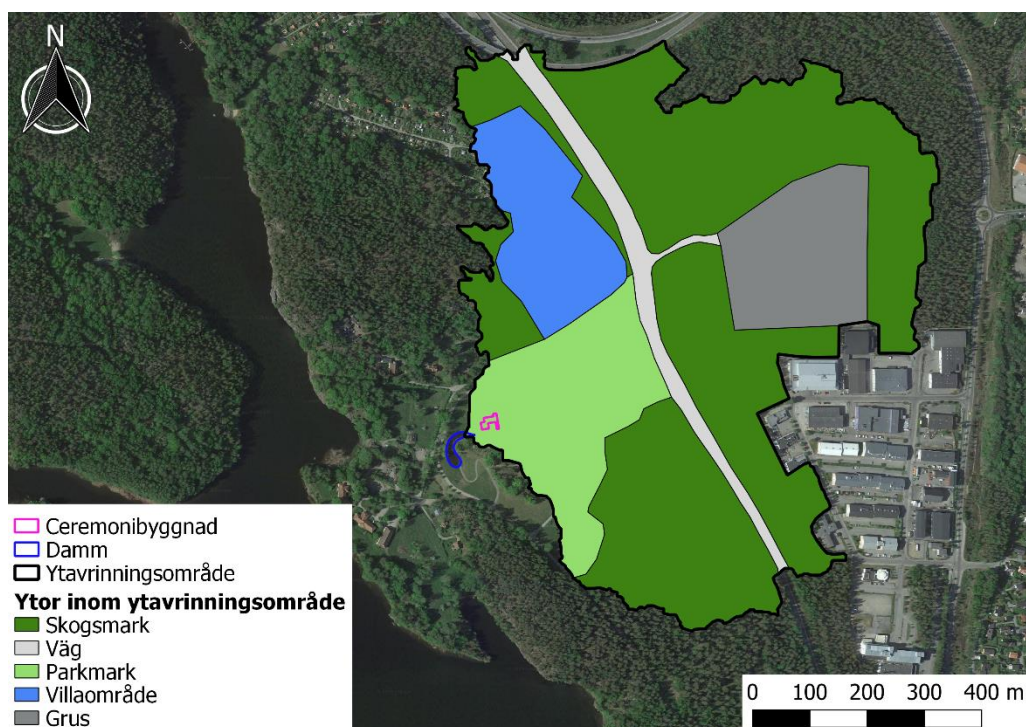 N
Ceremonibyggnad
Damm
Ytavrinningsområde
Ytor inom ytavrinningsområde
Skogsmark
Väg
Parkmark
Villaområde
Grus
0 100 200 300 400 m